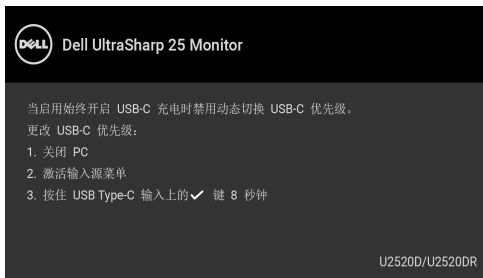 DELL Dell UltraSharp 25 Monitor
当启用始终开启 USB-C 充电时禁用动态切换 USB-C 优先级。
更改 USB-C 优先级：
1. 关闭 PC
2. 激活输入源菜单
3. 按住 USB Type-C 输入上的✓ 键 8 秒钟
U2520D/U2520DR